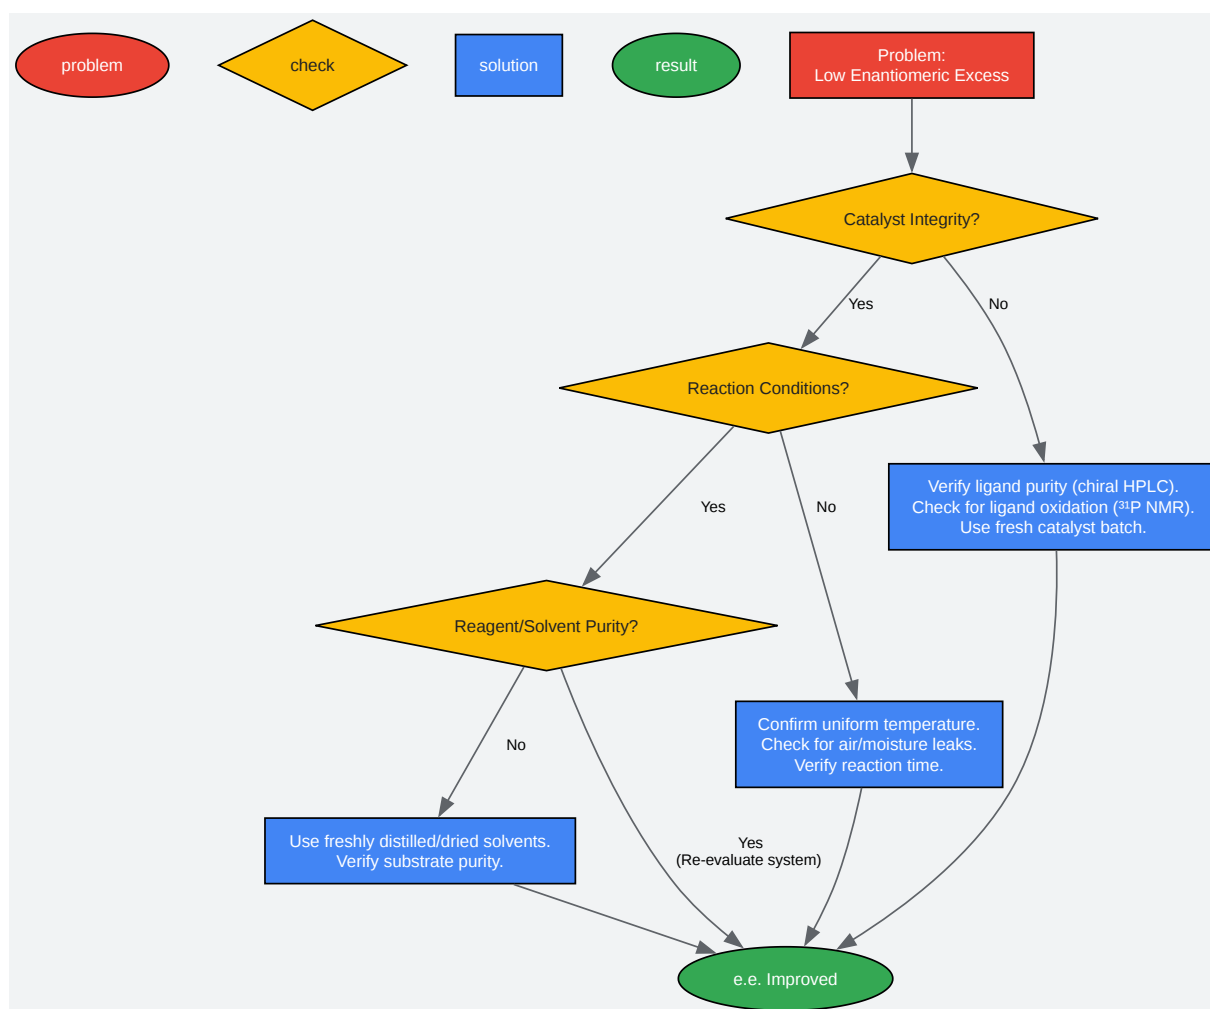 problem
check
solution
result
Problem:
Low Enantiomeric Excess
Catalyst Integrity?
Yes
No
Reaction Conditions?
Verify ligand purity (chiral HPLC).
Check for ligand oxidation (³¹P NMR).
Use fresh catalyst batch.
Yes
No
Reagent/Solvent Purity?
Confirm uniform temperature.
Check for air/moisture leaks.
Verify reaction time.
No
Use freshly distilled/dried solvents.
Verify substrate purity.
Yes
(Re-evaluate system)
e.e. Improved